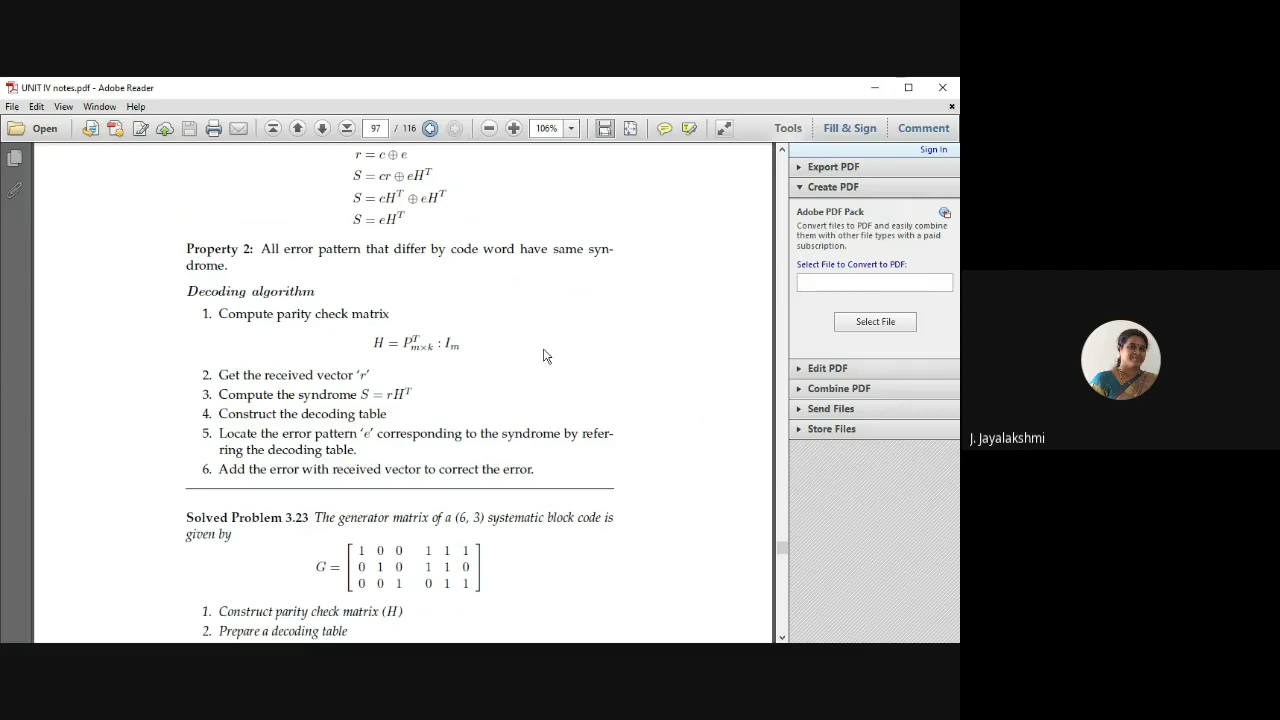 UNIT IV notes.pdf - Adobe Reader
File Edit View Window Help
Open 97 / 116 106% Tools Fill & Sign Comment
r = c ⊕ e
S = cr ⊕ eH^T
S = cH^T ⊕ eH^T
S = eH^T
Property 2: All error pattern that differ by code word have same syn-
drome.
Decoding algorithm
1. Compute parity check matrix
H = P^T_{m×k} : I_m
2. Get the received vector ‘r’
3. Compute the syndrome S = rH^T
4. Construct the decoding table
5. Locate the error pattern ‘e’ corresponding to the syndrome by refer-
ring the decoding table.
6. Add the error with received vector to correct the error.
Solved Problem 3.23 The generator matrix of a (6, 3) systematic block code is
given by
1 0 0 1 1 1
G = 0 1 0 1 1 0
0 0 1 0 1 1
1. Construct parity check matrix (H)
2. Prepare a decoding table
Sign In
Export PDF
Create PDF
Adobe PDF Pack
Convert files to PDF and easily combine
them with other file types with a paid
subscription.
Select File to Convert to PDF:
Select File
Edit PDF
Combine PDF
Send Files
Store Files
J. Jayalakshmi